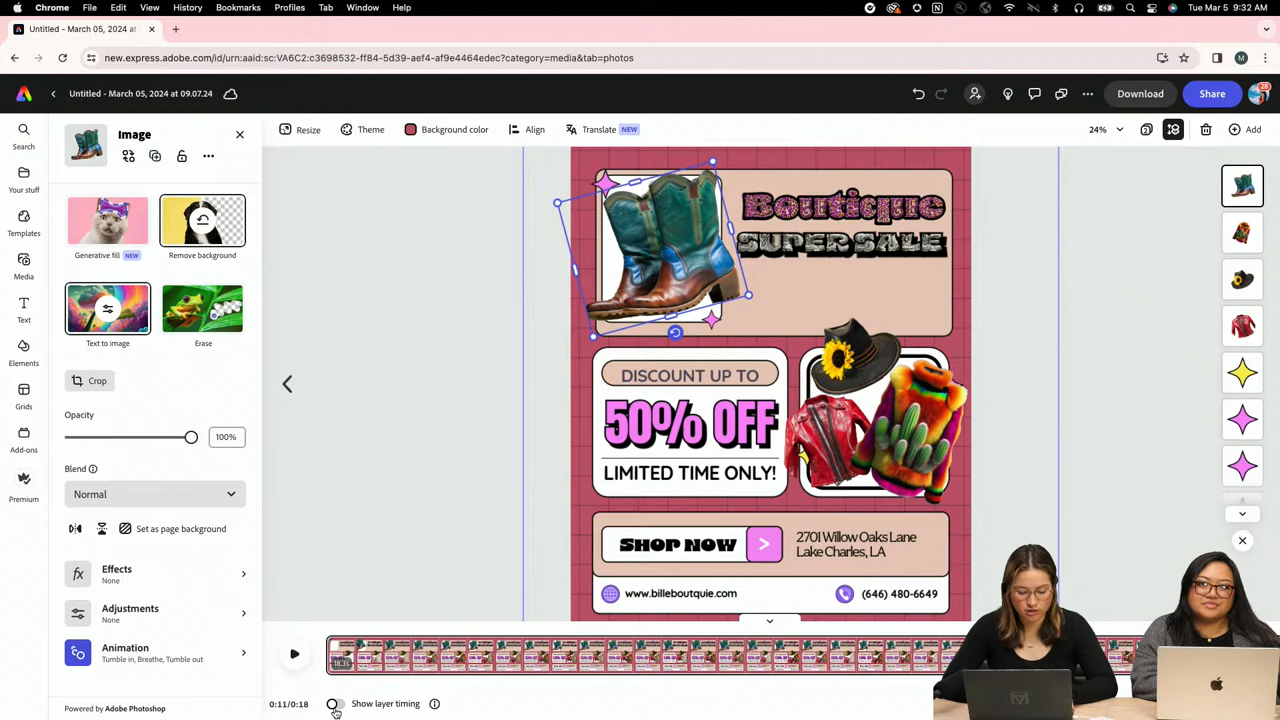 Chrome File Edit View History Bookmarks Profiles Tab Window Help
Tue Mar 5 9:32 AM
Untitled - March 05, 2024 at
new.express.adobe.com/id/urn:aaid:sc:VA6C2:c3698532-ff84-5d39-aef4-af9e4464edec?category=media&tab=photos
Untitled - March 05, 2024 at 09.07.24
Download
Share
28
Search
Your stuff
Templates
Media
Text
Elements
Grids
Add-ons
Premium
Image
Generative fill NEW
Remove background
Text to image
Erase
Crop
Opacity
100%
Blend
Normal
Set as page background
fx
Effects
None
Adjustments
None
Animation
Tumble in, Breathe, Tumble out
Powered by Adobe Photoshop
Resize
Theme
Background color
Align
Translate NEW
24%
2
Add
Boutique
SUPER SALE
DISCOUNT UP TO
50% OFF
LIMITED TIME ONLY!
SHOP NOW >
2701 Willow Oaks Lane
Lake Charles, LA
www.billeboutquie.com
(646) 480-6649
18.3s
0:11/0:18
Show layer timing